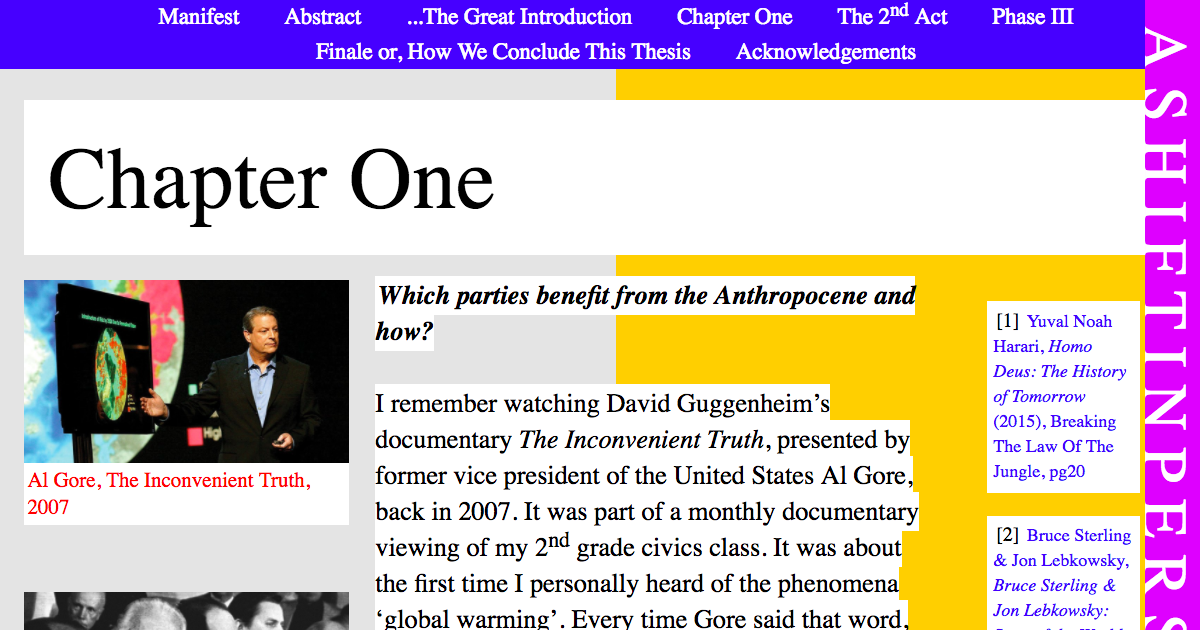 Manifest Abstract ...The Great Introduction Chapter One The 2nd Act Phase III
Finale or, How We Conclude This Thesis Acknowledgements
A S H I F T I N P E R S
Chapter One
Al Gore, The Inconvenient Truth,
2007
Which parties benefit from the Anthropocene and
how?
I remember watching David Guggenheim’s
documentary The Inconvenient Truth, presented by
former vice president of the United States Al Gore,
back in 2007. It was part of a monthly documentary
viewing of my 2nd grade civics class. It was about
the first time I personally heard of the phenomena
‘global warming’. Every time Gore said that word,
[1] Yuval Noah
Harari, Homo
Deus: The History
of Tomorrow
(2015), Breaking
The Law Of The
Jungle, pg20
[2] Bruce Sterling
& Jon Lebkowsky,
Bruce Sterling &
Jon Lebkowsky: